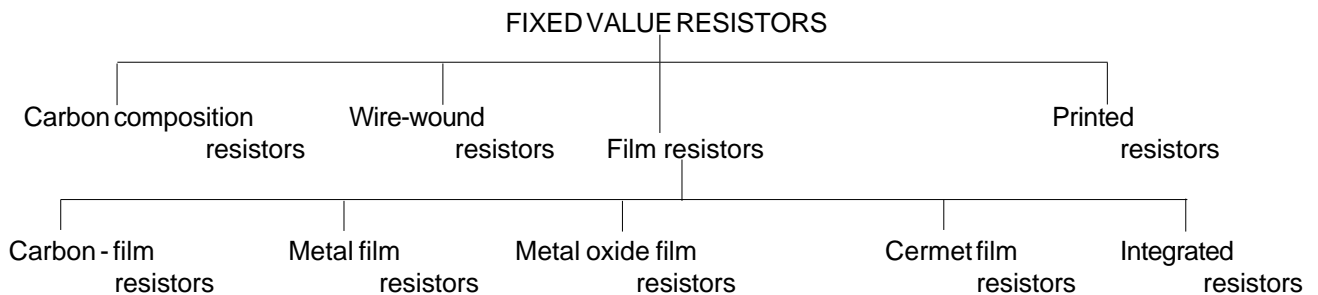 FIXED VALUE RESISTORS
Carbon composition
resistors
Wire-wound
resistors
Film resistors
Printed
resistors
Carbon - film
resistors
Metal film
resistors
Metal oxide film
resistors
Cermet film
resistors
Integrated
resistors